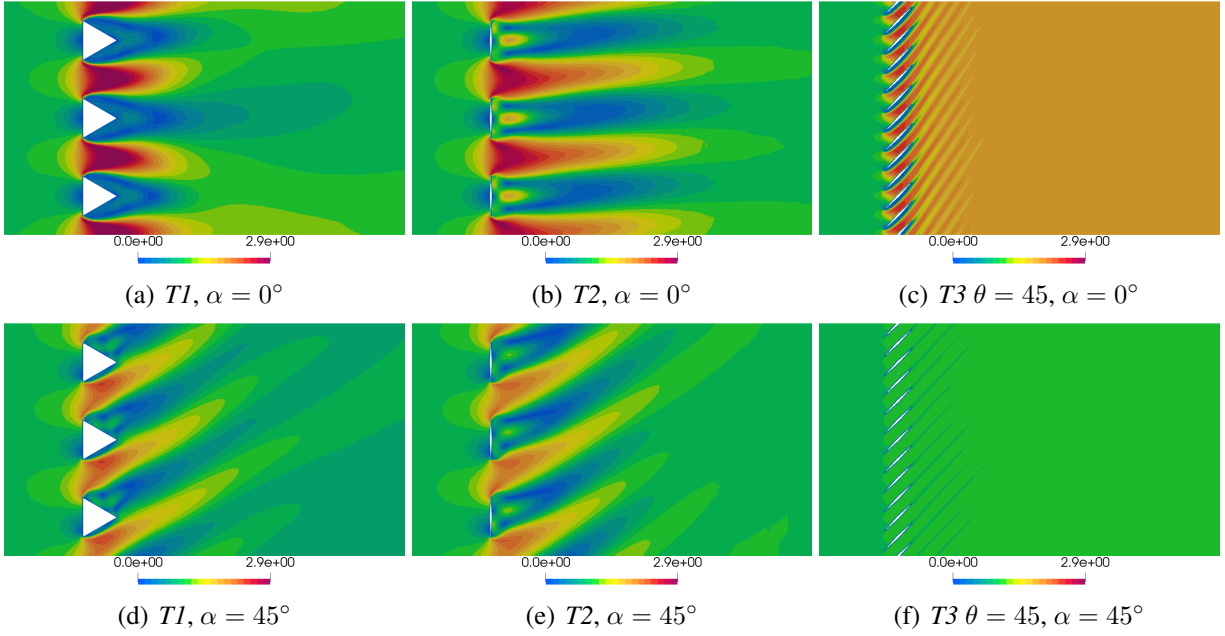 0.0e+00 2.9e+00 0.0e+00 2.9e+00 0.0e+00 2.9e+00
(a) T1, α = 0° (b) T2, α = 0° (c) T3 θ = 45, α = 0°
0.0e+00 2.9e+00 0.0e+00 2.9e+00 0.0e+00 2.9e+00
(d) T1, α = 45° (e) T2, α = 45° (f) T3 θ = 45, α = 45°